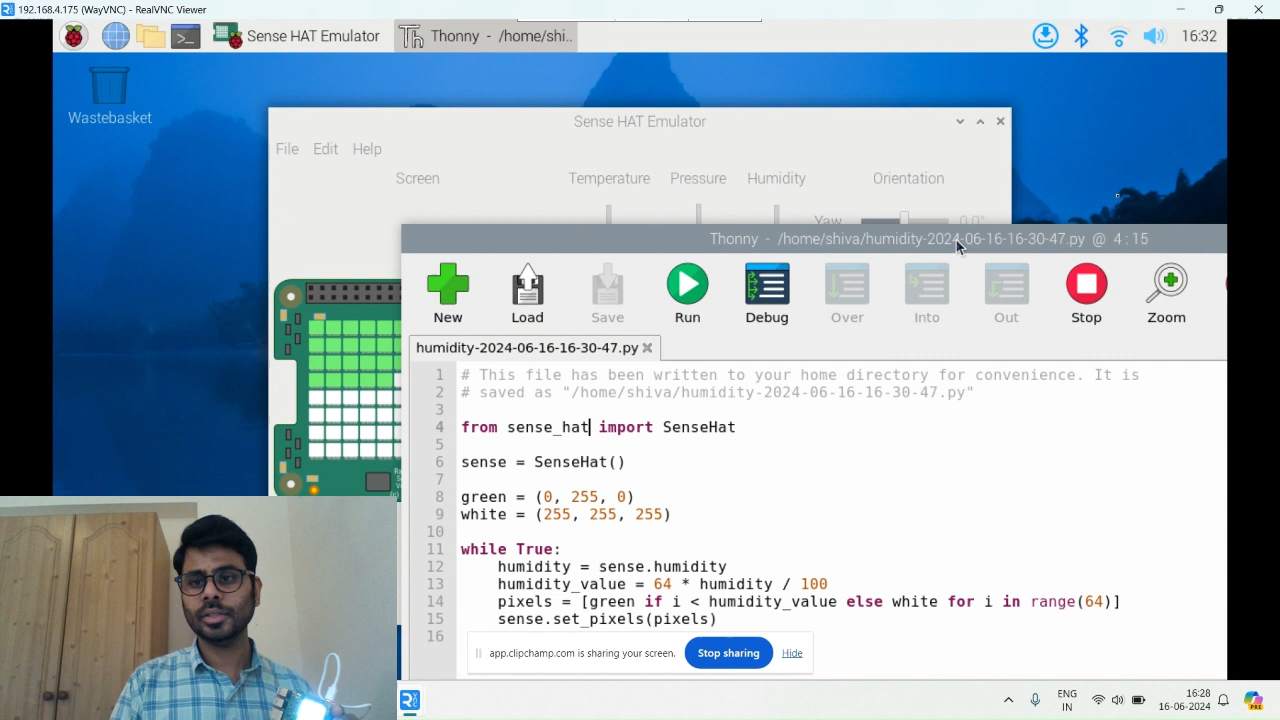 192.168.4.175 (WayVNC) - RealVNC Viewer
Sense HAT Emulator
Thonny - /home/shi..
16:32
Wastebasket
Sense HAT Emulator
File Edit Help
Screen Temperature Pressure Humidity Orientation
Yaw 0.0°
Thonny - /home/shiva/humidity-2024-06-16-16-30-47.py @ 4 : 15
New Load Save Run Debug Over Into Out Stop Zoom
humidity-2024-06-16-16-30-47.py
1 # This file has been written to your home directory for convenience. It is
2 # saved as "/home/shiva/humidity-2024-06-16-16-30-47.py"
3
4 from sense_hat import SenseHat
5
6 sense = SenseHat()
7
8 green = (0, 255, 0)
9 white = (255, 255, 255)
10
11 while True:
12 humidity = sense.humidity
13 humidity_value = 64 * humidity / 100
14 pixels = [green if i < humidity_value else white for i in range(64)]
15 sense.set_pixels(pixels)
16
app.clipchamp.com is sharing your screen. Stop sharing Hide
ENG
IN
16:28
16-06-2024